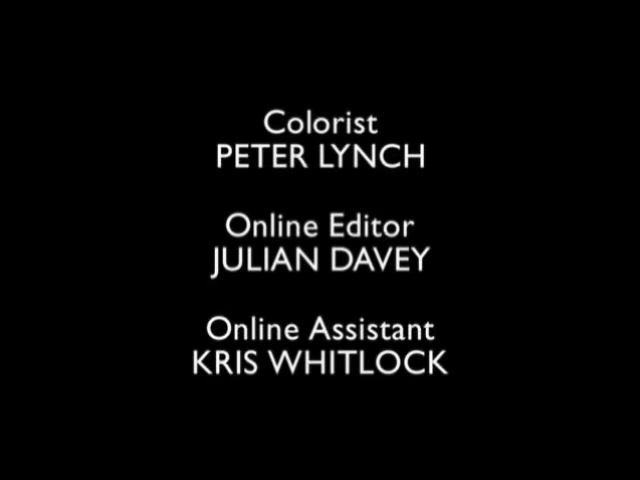 Colorist
PETER LYNCH
Online Editor
JULIAN DAVEY
Online Assistant
KRIS WHITLOCK